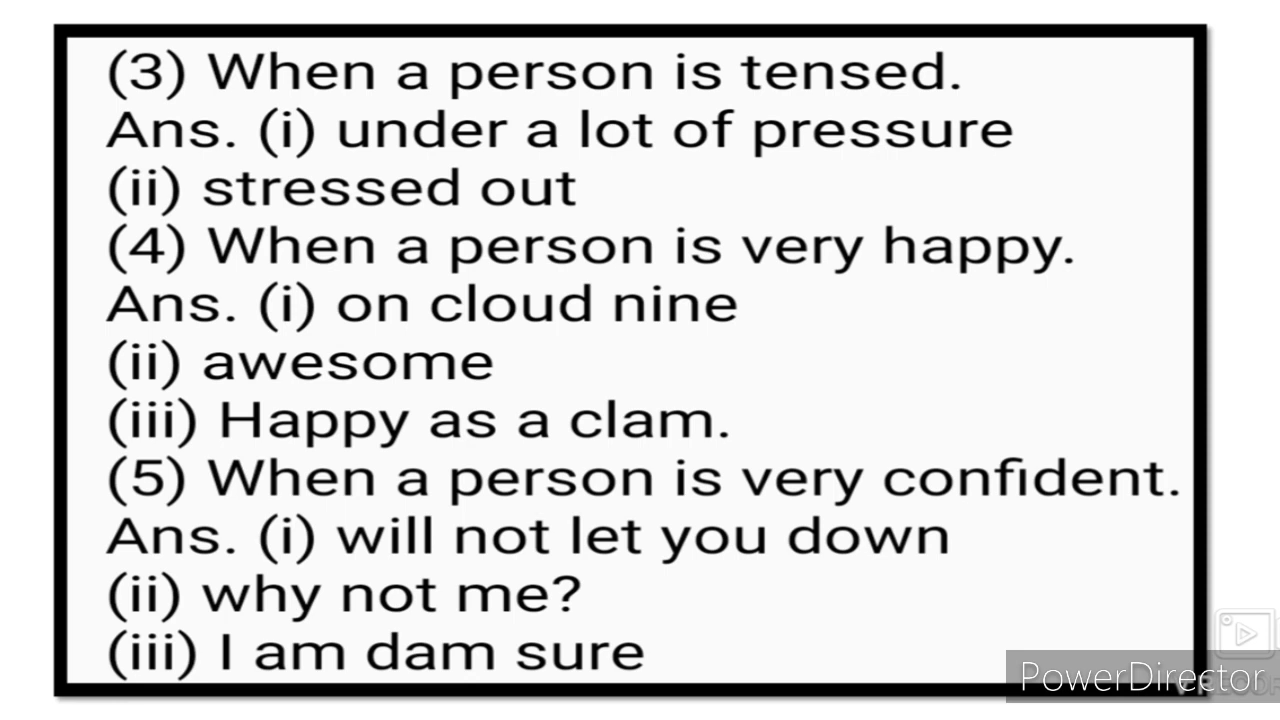 (3) When a person is tensed.
Ans. (i) under a lot of pressure
(ii) stressed out
(4) When a person is very happy.
Ans. (i) on cloud nine
(ii) awesome
(iii) Happy as a clam.
(5) When a person is very confident.
Ans. (i) will not let you down
(ii) why not me?
(iii) I am dam sure
PowerDirector